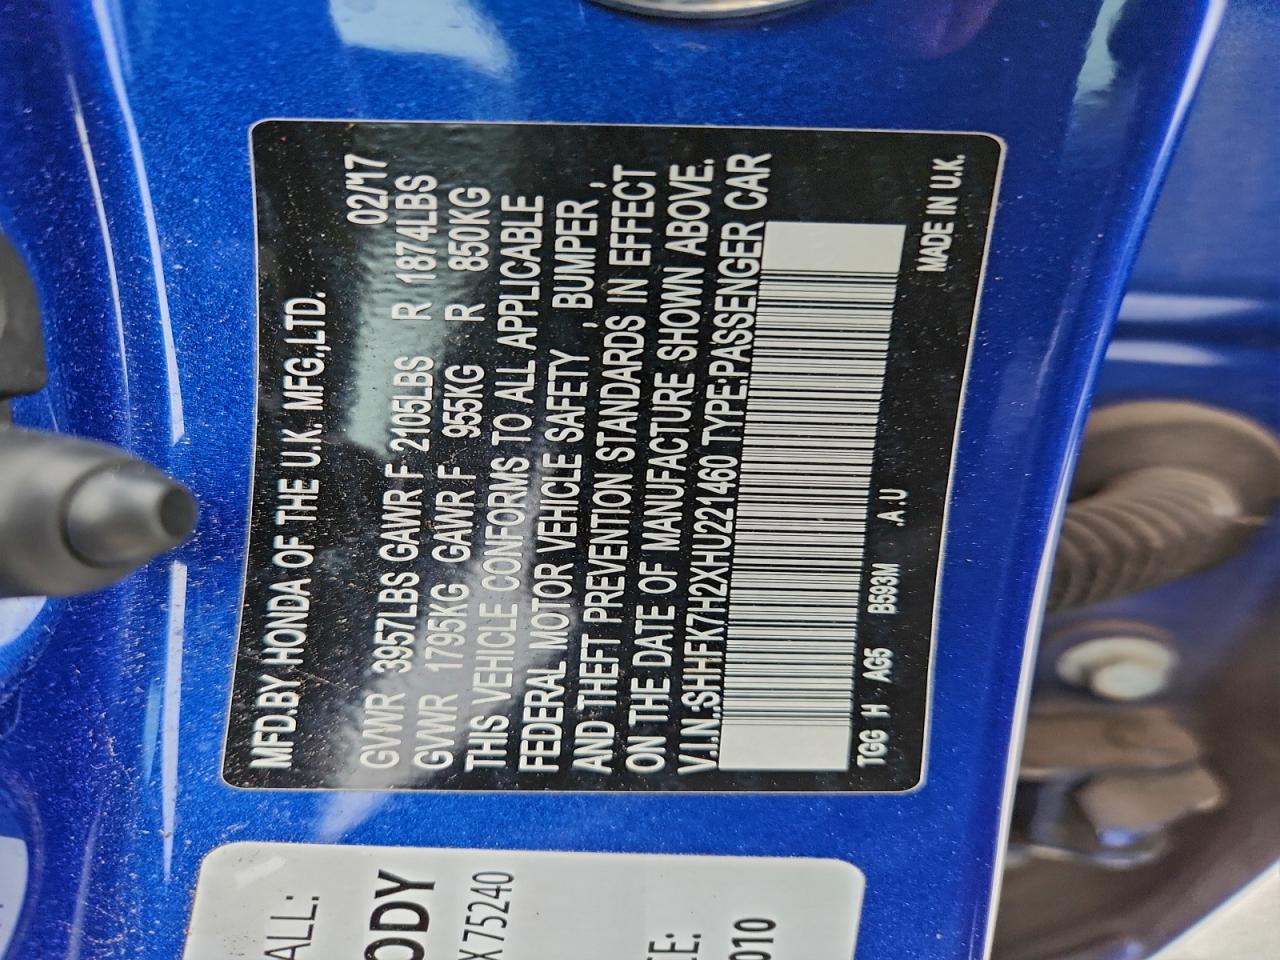 MFD.BY HONDA OF THE U.K. MFG.,LTD.
02/'17
GVWR 3957LBS GAWR F 2105LBS R 1874LBS
GVWR 1795KG GAWR F 955KG R 850KG
THIS VEHICLE CONFORMS TO ALL APPLICABLE
FEDERAL MOTOR VEHICLE SAFETY , BUMPER ,
AND THEFT PREVENTION STANDARDS IN EFFECT
ON THE DATE OF MANUFACTURE SHOWN ABOVE.
V.I.N.:SHHFK7H2XHU221460 TYPE:PASSENGER CAR
TGG H AG5 B593M .A U
MADE IN U.K.
ALL:
ODY
X 75240
E:
010